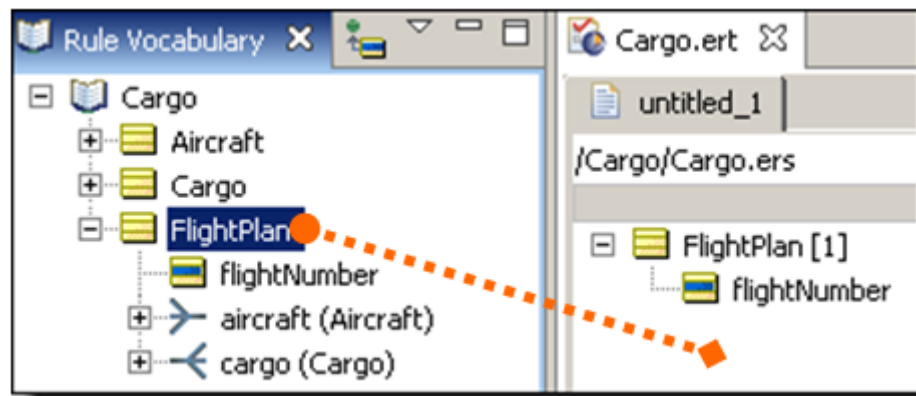 Rule Vocabulary
Cargo
Aircraft
Cargo
FlightPlan
flightNumber
aircraft (Aircraft)
cargo (Cargo)
Cargo.ert
untitled_1
/Cargo/Cargo.ers
FlightPlan [1]
flightNumber